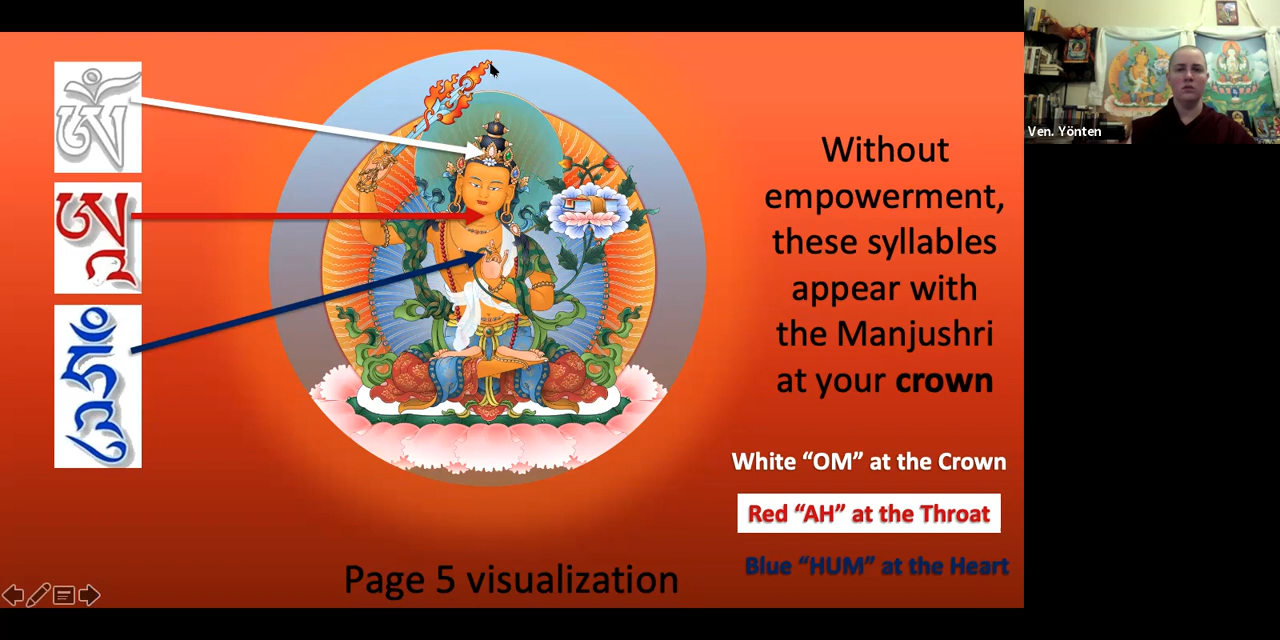 ༀ
ཨཱཿ
ཧཱུྃ
Without
empowerment,
these syllables
appear with
the Manjushri
at your crown
White “OM” at the Crown
Red “AH” at the Throat
Blue “HUM” at the Heart
Page 5 visualization
Ven. Yönten